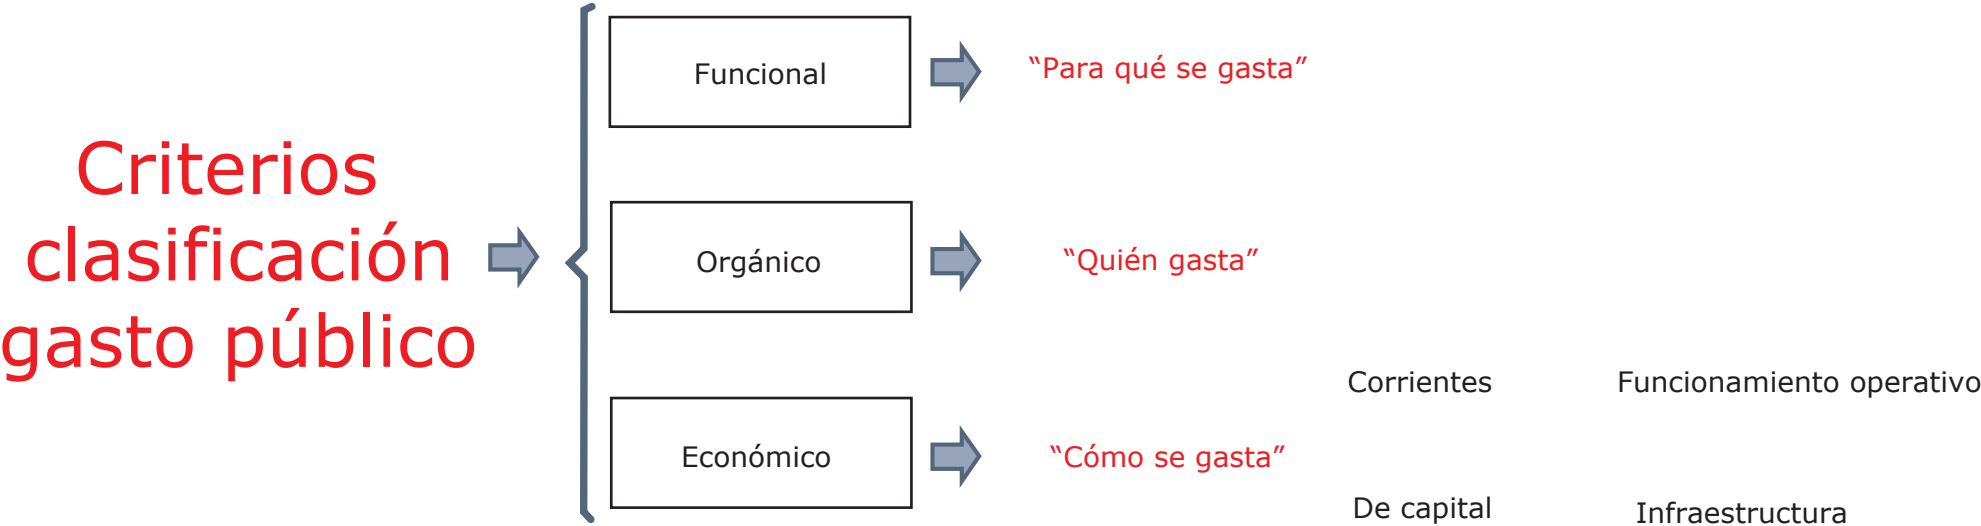 Criterios
clasificación
gasto público
Funcional
“Para qué se gasta”
Orgánico
“Quién gasta”
Económico
“Cómo se gasta”
Corrientes
Funcionamiento operativo
De capital
Infraestructura